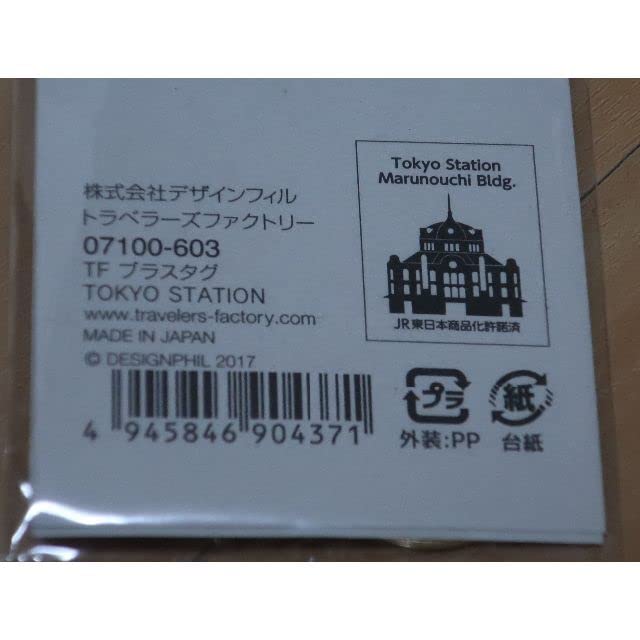 株式会社デザインフィル
トラベラーズファクトリー
07100-603
TF ブラスタグ
TOKYO STATION
www.travelers-factory.com
MADE IN JAPAN
© DESIGNPHIL 2017
4 945846 904371
Tokyo Station
Marunouchi Bldg.
JR東日本商品化許諾済
プラ
外装:PP
紙
台紙